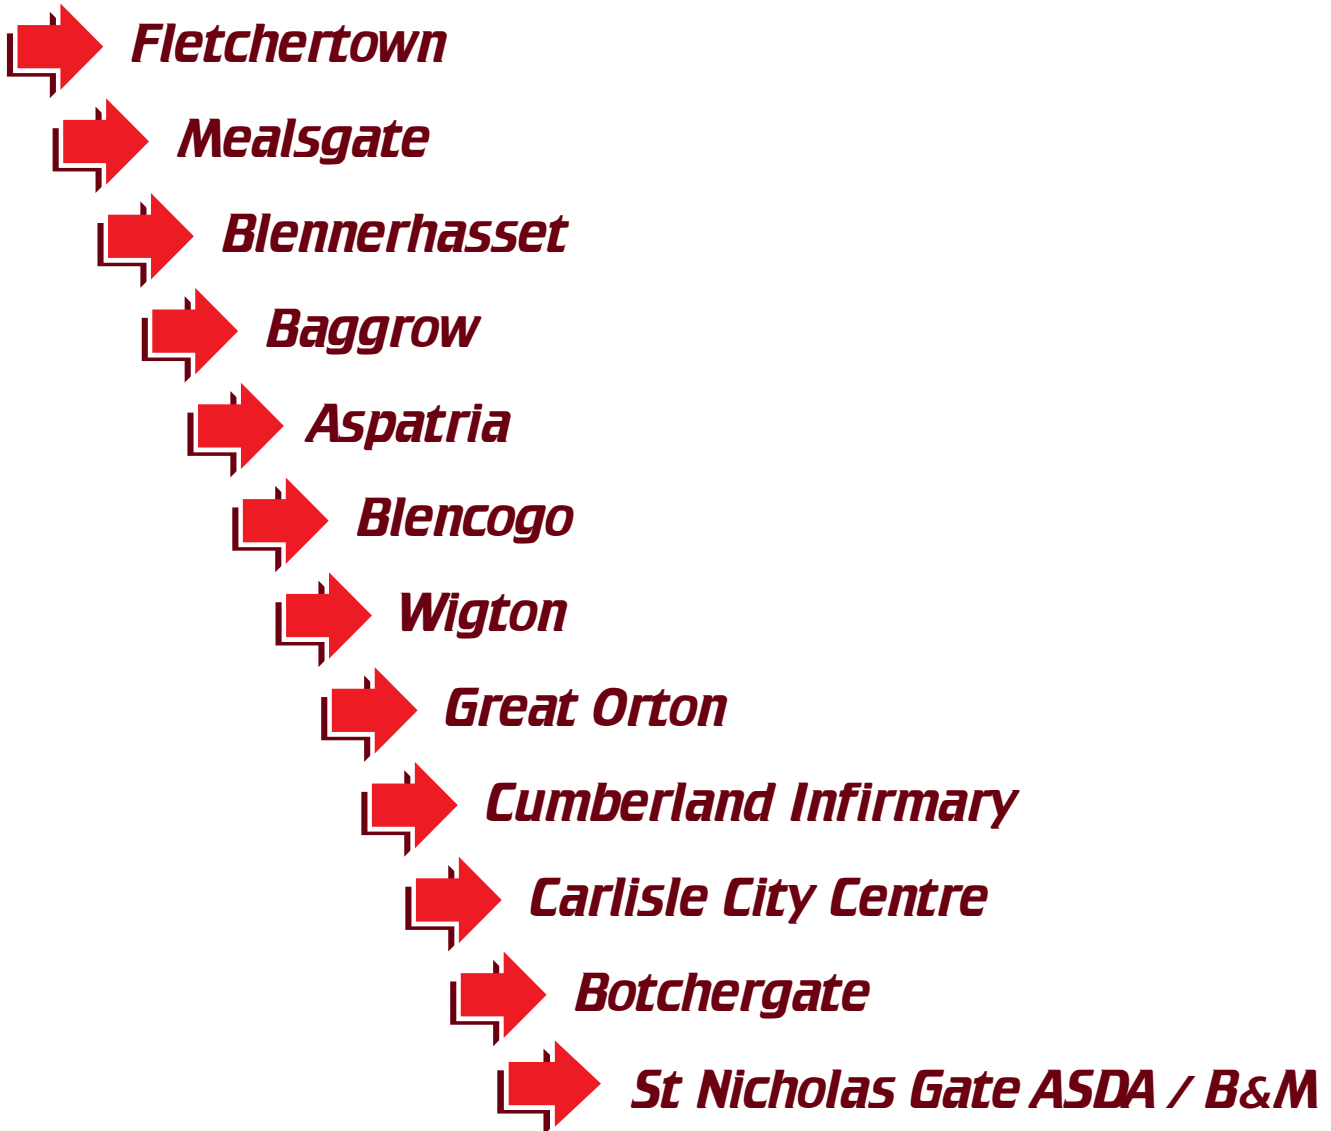 Fletchertown
Mealsgate
Blennerhasset
Baggrow
Aspatria
Blencogo
Wigton
Great Orton
Cumberland Infirmary
Carlisle City Centre
Botchergate
St Nicholas Gate ASDA / B&M